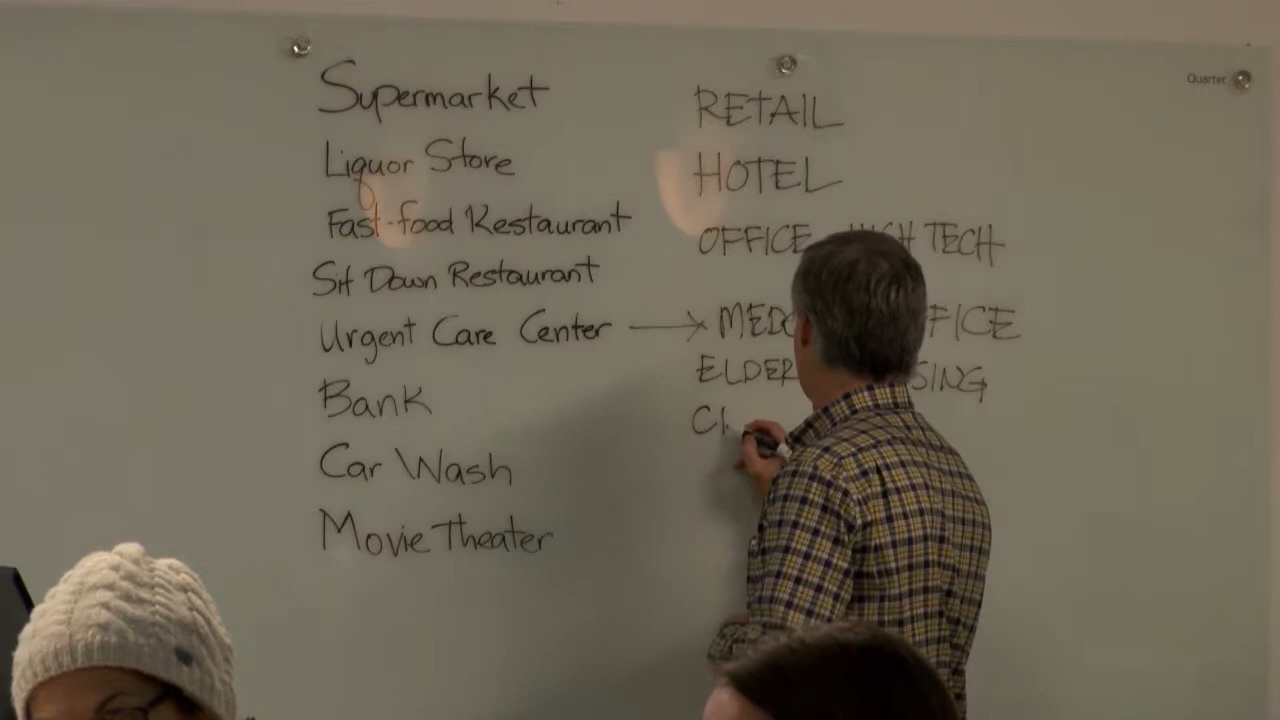 Supermarket
Liquor Store
Fast-food Restaurant
Sit Down Restaurant
Urgent Care Center →
Bank
Car Wash
Movie Theater
RETAIL
HOTEL
OFFICE TECH
Quarter